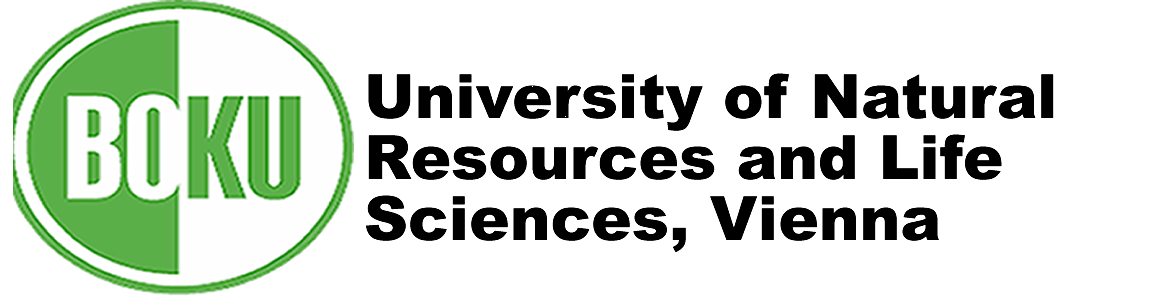 BOKU
University of Natural
Resources and Life
Sciences, Vienna